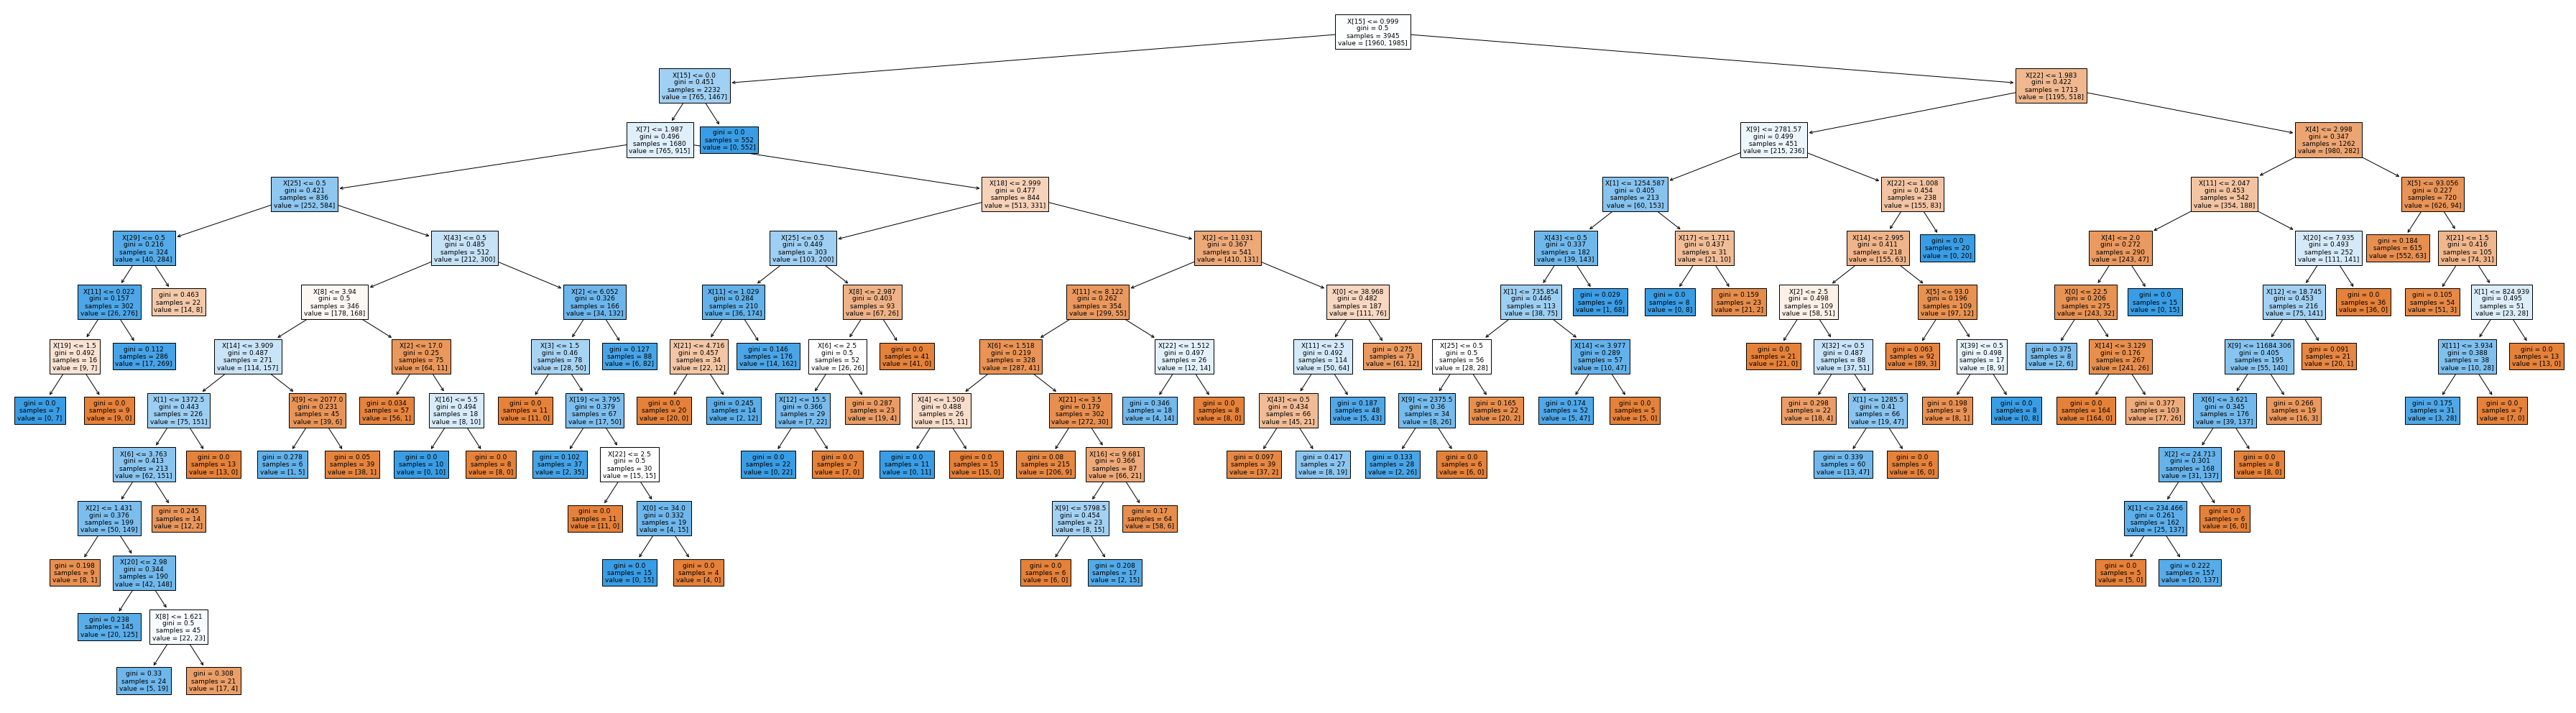 X[15] <= 0.999
gini = 0.5
samples = 3945
value = [1960, 1985]
X[15] <= 0.0
gini = 0.451
samples = 2232
value = [765, 1467]
X[22] <= 1.983
gini = 0.422
samples = 1713
value = [1195, 518]
X[7] <= 1.987
gini = 0.496
samples = 1680
value = [765, 915]
gini = 0.0
samples = 552
value = [0, 552]
X[9] <= 2781.57
gini = 0.499
samples = 451
value = [215, 236]
X[4] <= 2.998
gini = 0.347
samples = 1262
value = [980, 282]
X[25] <= 0.5
gini = 0.421
samples = 836
value = [252, 584]
X[18] <= 2.999
gini = 0.477
samples = 844
value = [513, 331]
X[1] <= 1254.587
gini = 0.405
samples = 213
value = [60, 153]
X[22] <= 1.008
gini = 0.454
samples = 238
value = [155, 83]
X[11] <= 2.047
gini = 0.453
samples = 542
value = [354, 188]
X[5] <= 93.056
gini = 0.227
samples = 720
value = [626, 94]
X[29] <= 0.5
gini = 0.216
samples = 324
value = [40, 284]
X[43] <= 0.5
gini = 0.485
samples = 512
value = [212, 300]
X[25] <= 0.5
gini = 0.449
samples = 303
value = [103, 200]
X[2] <= 11.031
gini = 0.367
samples = 541
value = [410, 131]
X[43] <= 0.5
gini = 0.337
samples = 182
value = [39, 143]
X[17] <= 1.711
gini = 0.437
samples = 31
value = [21, 10]
X[14] <= 2.995
gini = 0.411
samples = 218
value = [155, 63]
gini = 0.0
samples = 20
value = [0, 20]
X[4] <= 2.0
gini = 0.272
samples = 290
value = [243, 47]
X[20] <= 7.935
gini = 0.493
samples = 252
value = [111, 141]
gini = 0.184
samples = 615
value = [552, 63]
X[21] <= 1.5
gini = 0.416
samples = 105
value = [74, 31]
X[11] <= 0.022
gini = 0.157
samples = 302
value = [26, 276]
gini = 0.463
samples = 22
value = [14, 8]
X[8] <= 3.94
gini = 0.5
samples = 346
value = [178, 168]
X[2] <= 6.052
gini = 0.326
samples = 166
value = [34, 132]
X[11] <= 1.029
gini = 0.284
samples = 210
value = [36, 174]
X[8] <= 2.987
gini = 0.403
samples = 93
value = [67, 26]
X[11] <= 8.122
gini = 0.262
samples = 354
value = [299, 55]
X[0] <= 38.968
gini = 0.482
samples = 187
value = [111, 76]
X[1] <= 735.854
gini = 0.446
samples = 113
value = [38, 75]
gini = 0.029
samples = 69
value = [1, 68]
gini = 0.0
samples = 8
value = [0, 8]
gini = 0.159
samples = 23
value = [21, 2]
X[2] <= 2.5
gini = 0.498
samples = 109
value = [58, 51]
X[5] <= 93.0
gini = 0.196
samples = 109
value = [97, 12]
X[0] <= 22.5
gini = 0.206
samples = 275
value = [243, 32]
gini = 0.0
samples = 15
value = [0, 15]
X[12] <= 18.745
gini = 0.453
samples = 216
value = [75, 141]
gini = 0.0
samples = 36
value = [36, 0]
gini = 0.105
samples = 54
value = [51, 3]
X[1] <= 824.939
gini = 0.495
samples = 51
value = [23, 28]
X[19] <= 1.5
gini = 0.492
samples = 16
value = [9, 7]
gini = 0.112
samples = 286
value = [17, 269]
X[14] <= 3.909
gini = 0.487
samples = 271
value = [114, 157]
X[2] <= 17.0
gini = 0.25
samples = 75
value = [64, 11]
X[3] <= 1.5
gini = 0.46
samples = 78
value = [28, 50]
gini = 0.127
samples = 88
value = [6, 82]
X[21] <= 4.716
gini = 0.457
samples = 34
value = [22, 12]
gini = 0.146
samples = 176
value = [14, 162]
X[6] <= 2.5
gini = 0.5
samples = 52
value = [26, 26]
gini = 0.0
samples = 41
value = [41, 0]
X[6] <= 1.518
gini = 0.219
samples = 328
value = [287, 41]
X[22] <= 1.512
gini = 0.497
samples = 26
value = [12, 14]
X[11] <= 2.5
gini = 0.492
samples = 114
value = [50, 64]
gini = 0.275
samples = 73
value = [61, 12]
X[25] <= 0.5
gini = 0.5
samples = 56
value = [28, 28]
X[14] <= 3.977
gini = 0.289
samples = 57
value = [10, 47]
gini = 0.0
samples = 21
value = [21, 0]
X[32] <= 0.5
gini = 0.487
samples = 88
value = [37, 51]
gini = 0.063
samples = 92
value = [89, 3]
X[39] <= 0.5
gini = 0.498
samples = 17
value = [8, 9]
gini = 0.375
samples = 8
value = [2, 6]
X[14] <= 3.129
gini = 0.176
samples = 267
value = [241, 26]
X[9] <= 11684.306
gini = 0.405
samples = 195
value = [55, 140]
gini = 0.091
samples = 21
value = [20, 1]
X[11] <= 3.934
gini = 0.388
samples = 38
value = [10, 28]
gini = 0.0
samples = 13
value = [13, 0]
gini = 0.0
samples = 7
value = [0, 7]
gini = 0.0
samples = 9
value = [9, 0]
X[1] <= 1372.5
gini = 0.443
samples = 226
value = [75, 151]
X[9] <= 2077.0
gini = 0.231
samples = 45
value = [39, 6]
gini = 0.034
samples = 57
value = [56, 1]
X[16] <= 5.5
gini = 0.494
samples = 18
value = [8, 10]
gini = 0.0
samples = 11
value = [11, 0]
X[19] <= 3.795
gini = 0.379
samples = 67
value = [17, 50]
gini = 0.0
samples = 20
value = [20, 0]
gini = 0.245
samples = 14
value = [2, 12]
X[12] <= 15.5
gini = 0.366
samples = 29
value = [7, 22]
gini = 0.287
samples = 23
value = [19, 4]
X[4] <= 1.509
gini = 0.488
samples = 26
value = [15, 11]
X[21] <= 3.5
gini = 0.179
samples = 302
value = [272, 30]
gini = 0.346
samples = 18
value = [4, 14]
gini = 0.0
samples = 8
value = [8, 0]
X[43] <= 0.5
gini = 0.434
samples = 66
value = [45, 21]
gini = 0.187
samples = 48
value = [5, 43]
X[9] <= 2375.5
gini = 0.36
samples = 34
value = [8, 26]
gini = 0.165
samples = 22
value = [20, 2]
gini = 0.174
samples = 52
value = [5, 47]
gini = 0.0
samples = 5
value = [5, 0]
gini = 0.298
samples = 22
value = [18, 4]
X[1] <= 1285.5
gini = 0.41
samples = 66
value = [19, 47]
gini = 0.198
samples = 9
value = [8, 1]
gini = 0.0
samples = 8
value = [0, 8]
gini = 0.0
samples = 164
value = [164, 0]
gini = 0.377
samples = 103
value = [77, 26]
X[6] <= 3.621
gini = 0.345
samples = 176
value = [39, 137]
gini = 0.266
samples = 19
value = [16, 3]
gini = 0.175
samples = 31
value = [3, 28]
gini = 0.0
samples = 7
value = [7, 0]
X[6] <= 3.763
gini = 0.413
samples = 213
value = [62, 151]
gini = 0.0
samples = 13
value = [13, 0]
gini = 0.278
samples = 6
value = [1, 5]
gini = 0.05
samples = 39
value = [38, 1]
gini = 0.0
samples = 10
value = [0, 10]
gini = 0.0
samples = 8
value = [8, 0]
gini = 0.102
samples = 37
value = [2, 35]
X[22] <= 2.5
gini = 0.5
samples = 30
value = [15, 15]
gini = 0.0
samples = 22
value = [0, 22]
gini = 0.0
samples = 7
value = [7, 0]
gini = 0.0
samples = 11
value = [0, 11]
gini = 0.0
samples = 15
value = [15, 0]
gini = 0.08
samples = 215
value = [206, 9]
X[16] <= 9.681
gini = 0.366
samples = 87
value = [66, 21]
gini = 0.097
samples = 39
value = [37, 2]
gini = 0.417
samples = 27
value = [8, 19]
gini = 0.133
samples = 28
value = [2, 26]
gini = 0.0
samples = 6
value = [6, 0]
gini = 0.339
samples = 60
value = [13, 47]
gini = 0.0
samples = 6
value = [6, 0]
X[2] <= 24.713
gini = 0.301
samples = 168
value = [31, 137]
gini = 0.0
samples = 8
value = [8, 0]
X[2] <= 1.431
gini = 0.376
samples = 199
value = [50, 149]
gini = 0.245
samples = 14
value = [12, 2]
gini = 0.0
samples = 11
value = [11, 0]
X[0] <= 34.0
gini = 0.332
samples = 19
value = [4, 15]
X[9] <= 5798.5
gini = 0.454
samples = 23
value = [8, 15]
gini = 0.17
samples = 64
value = [58, 6]
X[1] <= 234.466
gini = 0.261
samples = 162
value = [25, 137]
gini = 0.0
samples = 6
value = [6, 0]
gini = 0.198
samples = 9
value = [8, 1]
X[20] <= 2.98
gini = 0.344
samples = 190
value = [42, 148]
gini = 0.0
samples = 15
value = [0, 15]
gini = 0.0
samples = 4
value = [4, 0]
gini = 0.0
samples = 6
value = [6, 0]
gini = 0.208
samples = 17
value = [2, 15]
gini = 0.0
samples = 5
value = [5, 0]
gini = 0.222
samples = 157
value = [20, 137]
gini = 0.238
samples = 145
value = [20, 125]
X[8] <= 1.621
gini = 0.5
samples = 45
value = [22, 23]
gini = 0.33
samples = 24
value = [5, 19]
gini = 0.308
samples = 21
value = [17, 4]